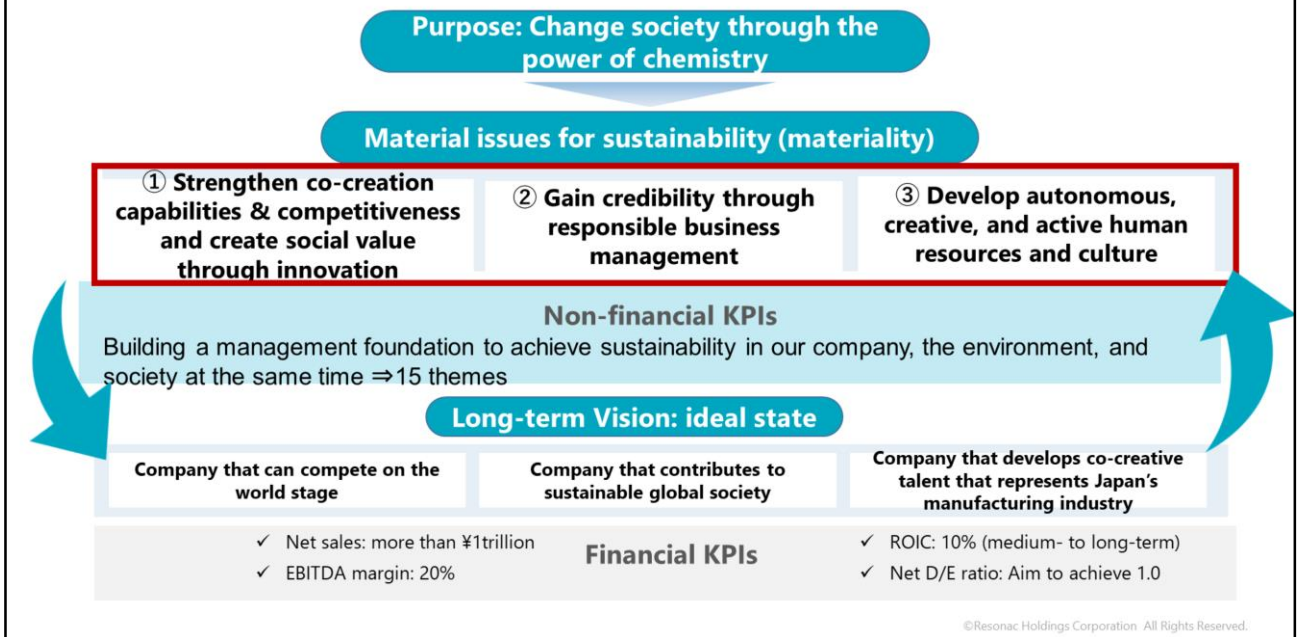 Purpose: Change society through the
power of chemistry
Material issues for sustainability (materiality)
① Strengthen co-creation
capabilities & competitiveness
and create social value
through innovation
② Gain credibility through
responsible business
management
③ Develop autonomous,
creative, and active human
resources and culture
Non-financial KPIs
Building a management foundation to achieve sustainability in our company, the environment, and
society at the same time ⇒15 themes
Long-term Vision: ideal state
Company that can compete on the
world stage
Company that contributes to
sustainable global society
Company that develops co-creative
talent that represents Japan's
manufacturing industry
✓ Net sales: more than ¥1trillion
✓ EBITDA margin: 20%
Financial KPIs
✓ ROIC: 10% (medium- to long-term)
✓ Net D/E ratio: Aim to achieve 1.0
©Resonac Holdings Corporation All Rights Reserved.